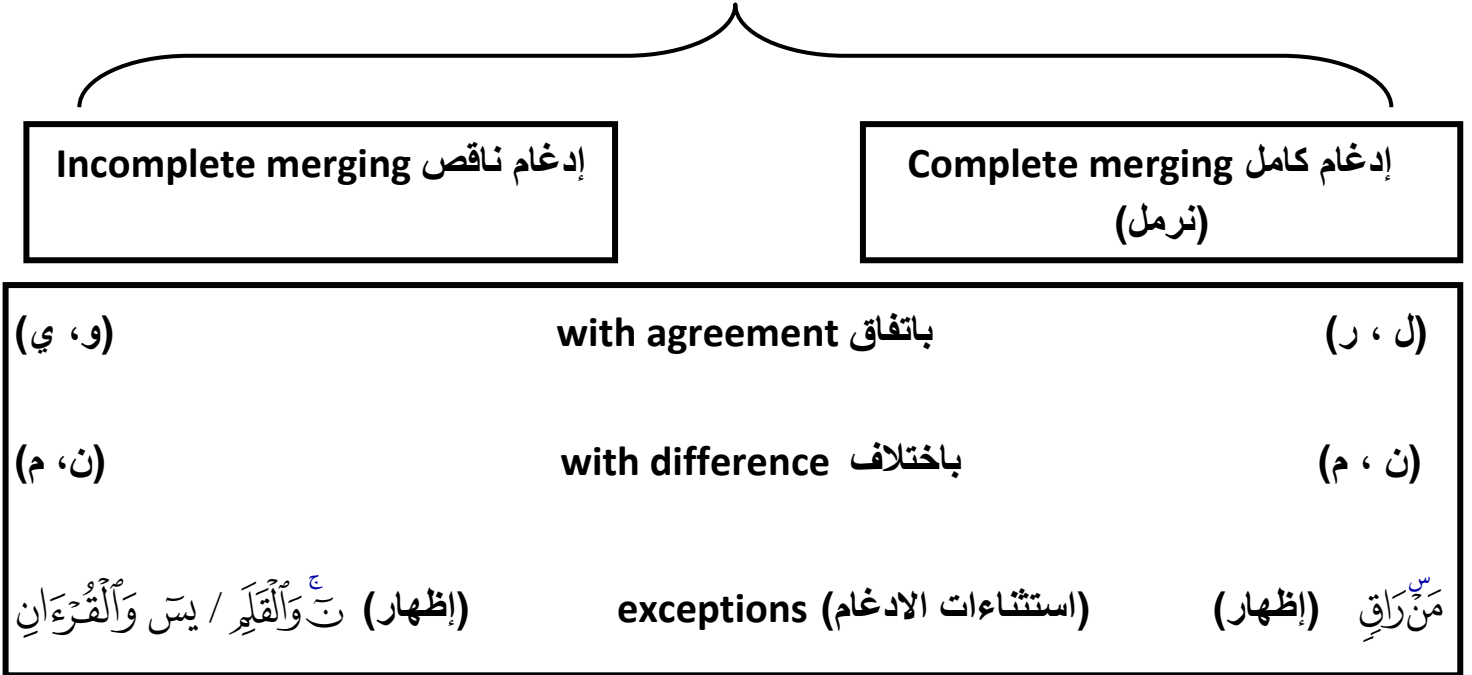 إدغام كامل Complete merging
(نرمل)
إدغام ناقص Incomplete merging
(ل ، ر) باتفاق with agreement (و، ي)
(ن ، م) باختلاف with difference (ن، م)
مَنۡۜ رَاقٖ (إظهار) (استثناءات الادغام) exceptions (إظهار) نٓۚ وَٱلۡقَلَمِ / يسٓ وَٱلۡقُرۡءَانِ